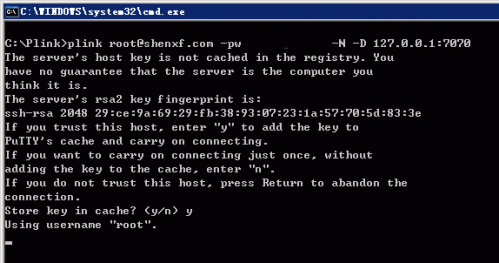 C:\WINDOWS\system32\cmd.exe
C:\Plink>plink root@shenxf.com -pw -N -D 127.0.0.1:7070
The server's host key is not cached in the registry. You
have no guarantee that the server is the computer you
think it is.
The server's rsa2 key fingerprint is:
ssh-rsa 2048 29:ce:9a:69:29:fb:38:93:07:23:1a:57:70:5d:83:3e
If you trust this host, enter "y" to add the key to
PuTTY's cache and carry on connecting.
If you want to carry on connecting just once, without
adding the key to the cache, enter "n".
If you do not trust this host, press Return to abandon the
connection.
Store key in cache? (y/n) y
Using username "root".